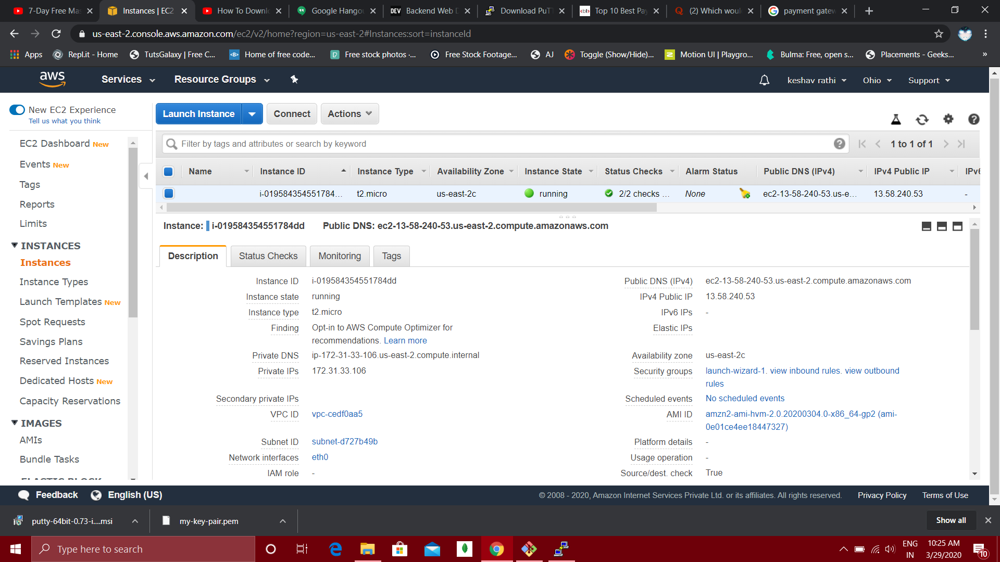 7-Day Free Mas
Instances | EC2
How To Downlo
Google Hangou
DEV Backend Web D
Download PuTT
<bl> Top 10 Best Pay
(2) Which woul
payment gatew
us-east-2.console.aws.amazon.com/ec2/v2/home?region=us-east-2#Instances:sort=instanceId
Apps
Repl.it - Home
TutsGalaxy | Free C...
Home of free code...
Free stock photos ·...
Free Stock Footage...
AJ
Toggle (Show/Hide)...
Motion UI | Playgro...
Bulma: Free, open s...
Placements - Geeks...
»
aws
Services
Resource Groups
keshav rathi
Ohio
Support
New EC2 Experience
Tell us what you think
EC2 Dashboard New
Events New
Tags
Reports
Limits
INSTANCES
Instances
Instance Types
Launch Templates New
Spot Requests
Savings Plans
Reserved Instances
Dedicated Hosts New
Capacity Reservations
IMAGES
AMIs
Bundle Tasks
ELASTIC BLOCK
Launch Instance
Connect
Actions
Filter by tags and attributes or search by keyword
1 to 1 of 1
Name Instance ID Instance Type Availability Zone Instance State Status Checks Alarm Status Public DNS (IPv4) IPv4 Public IP IPv6
i-019584354551784... t2.micro us-east-2c running 2/2 checks ... None ec2-13-58-240-53.us-e... 13.58.240.53 -
Instance: i-019584354551784dd Public DNS: ec2-13-58-240-53.us-east-2.compute.amazonaws.com
Description
Status Checks
Monitoring
Tags
Instance ID i-019584354551784dd
Instance state running
Instance type t2.micro
Finding Opt-in to AWS Compute Optimizer for
recommendations. Learn more
Private DNS ip-172-31-33-106.us-east-2.compute.internal
Private IPs 172.31.33.106
Secondary private IPs
VPC ID vpc-cedf0aa5
Subnet ID subnet-d727b49b
Network interfaces eth0
IAM role -
Public DNS (IPv4) ec2-13-58-240-53.us-east-2.compute.amazonaws.com
IPv4 Public IP 13.58.240.53
IPv6 IPs -
Elastic IPs
Availability zone us-east-2c
Security groups launch-wizard-1. view inbound rules. view outbound
rules
Scheduled events No scheduled events
AMI ID amzn2-ami-hvm-2.0.20200304.0-x86_64-gp2 (ami-
0e01ce4ee18447327)
Platform details -
Usage operation -
Source/dest. check True
Feedback
English (US)
© 2008 - 2020, Amazon Internet Services Private Ltd. or its affiliates. All rights reserved.
Privacy Policy
Terms of Use
putty-64bit-0.73-i....msi
my-key-pair.pem
Show all
Type here to search
ENG
IN
10:25 AM
3/29/2020
10